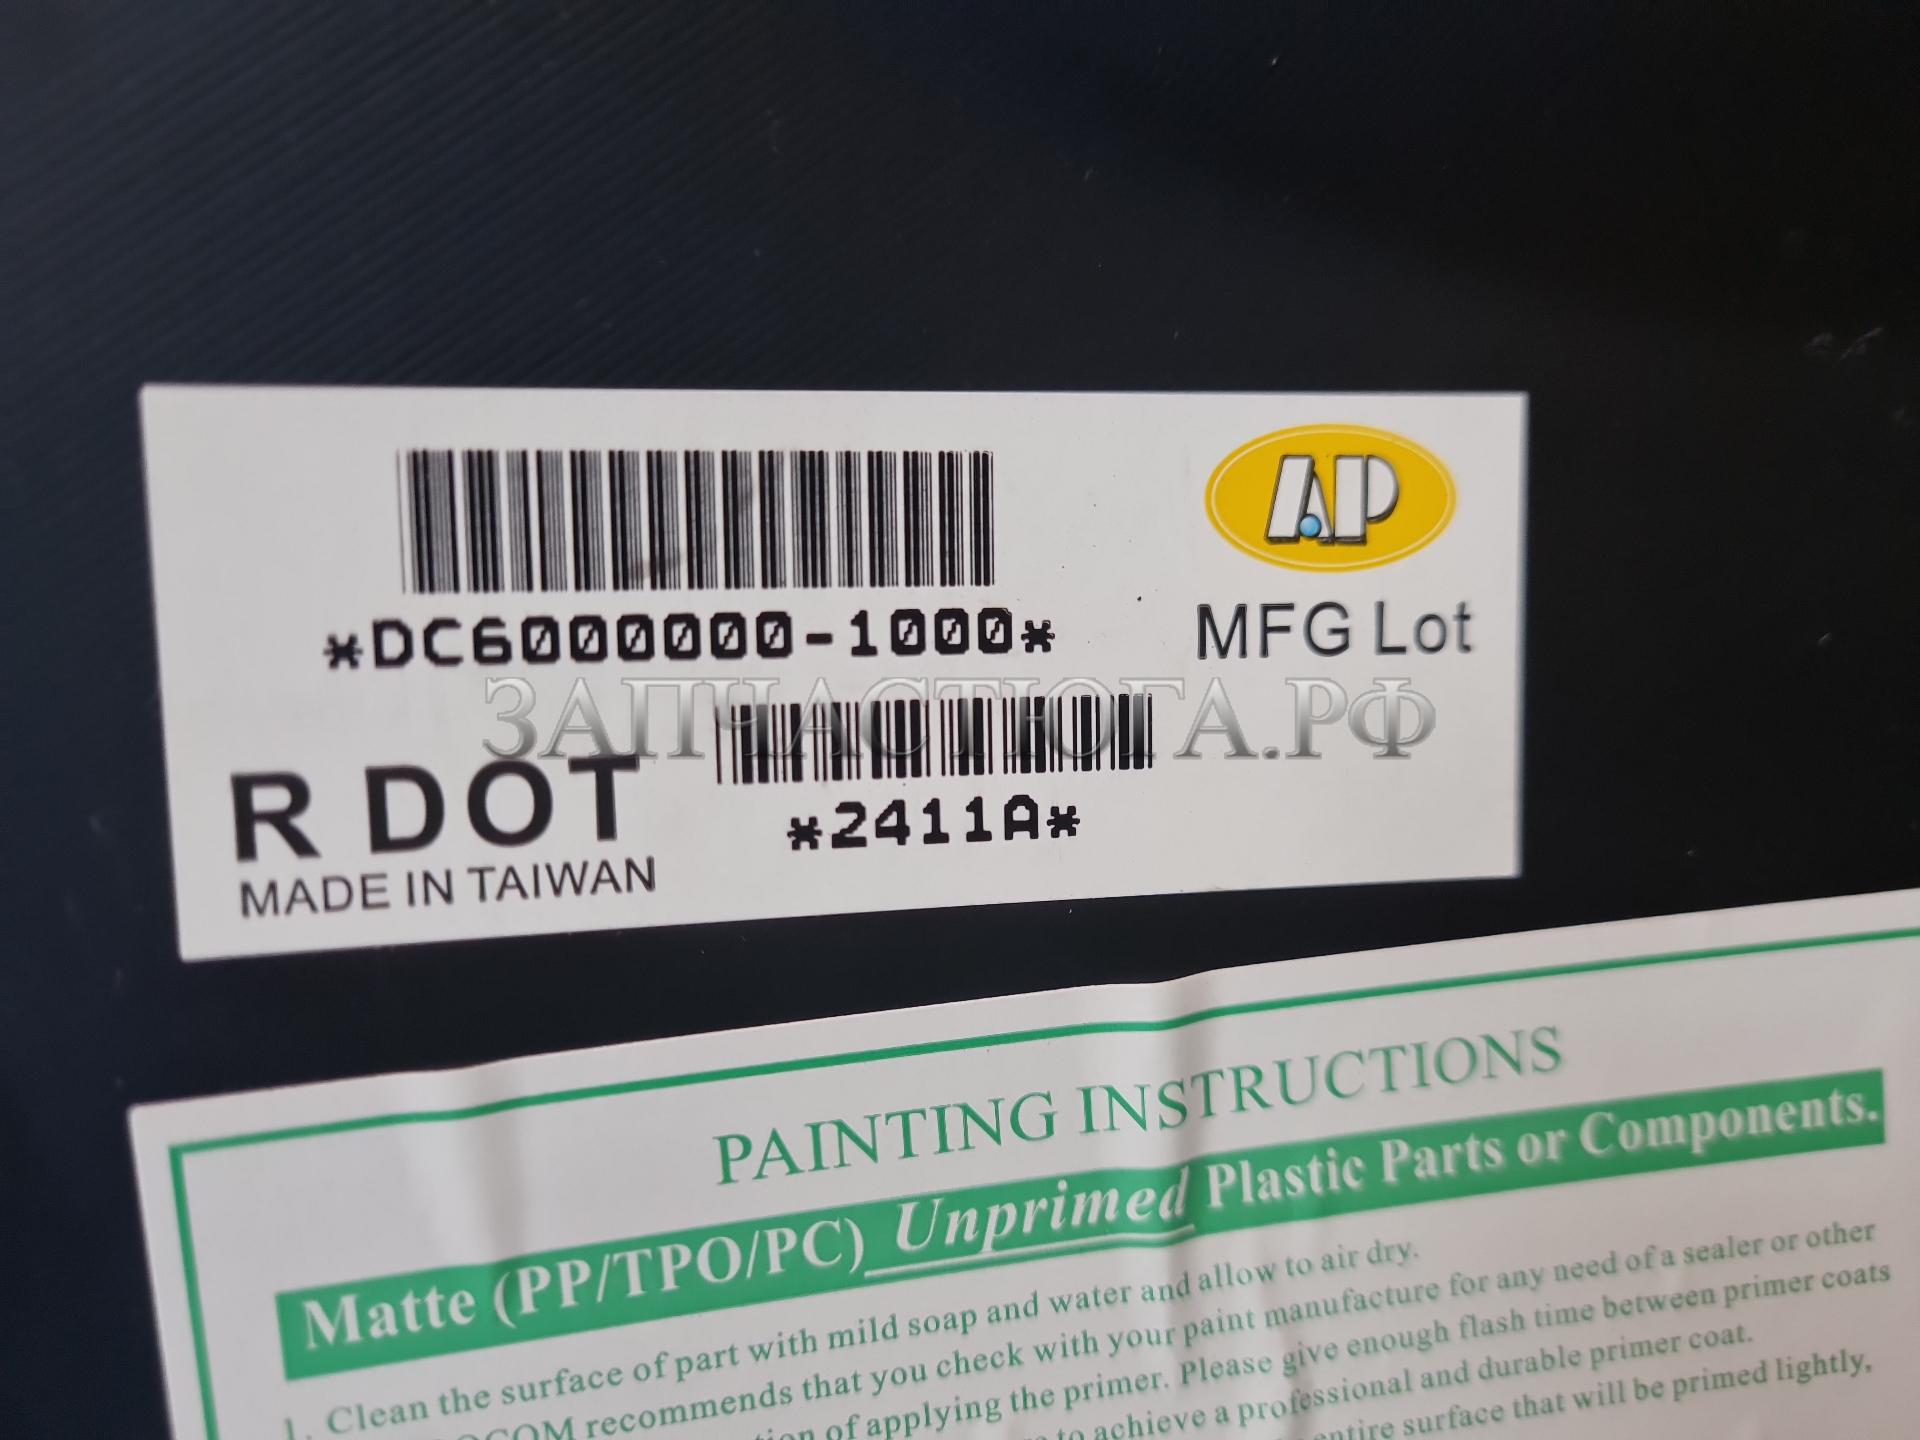 AP
*DC6000000-1000*
MFG Lot
ЗАПЧАСТЮГА.РФ
R DOT
*2411A*
MADE IN TAIWAN
PAINTING INSTRUCTIONS
Matte (PP/TPO/PC) Unprimed Plastic Parts or Components.
1. Clean the surface of part with mild soap and water and allow to air dry.
recommends that you check with your paint manufacture for any need of a sealer or other
of applying the primer. Please give enough flash time between primer coats
to achieve a professional and durable primer coat.
entire surface that will be primed lightly,